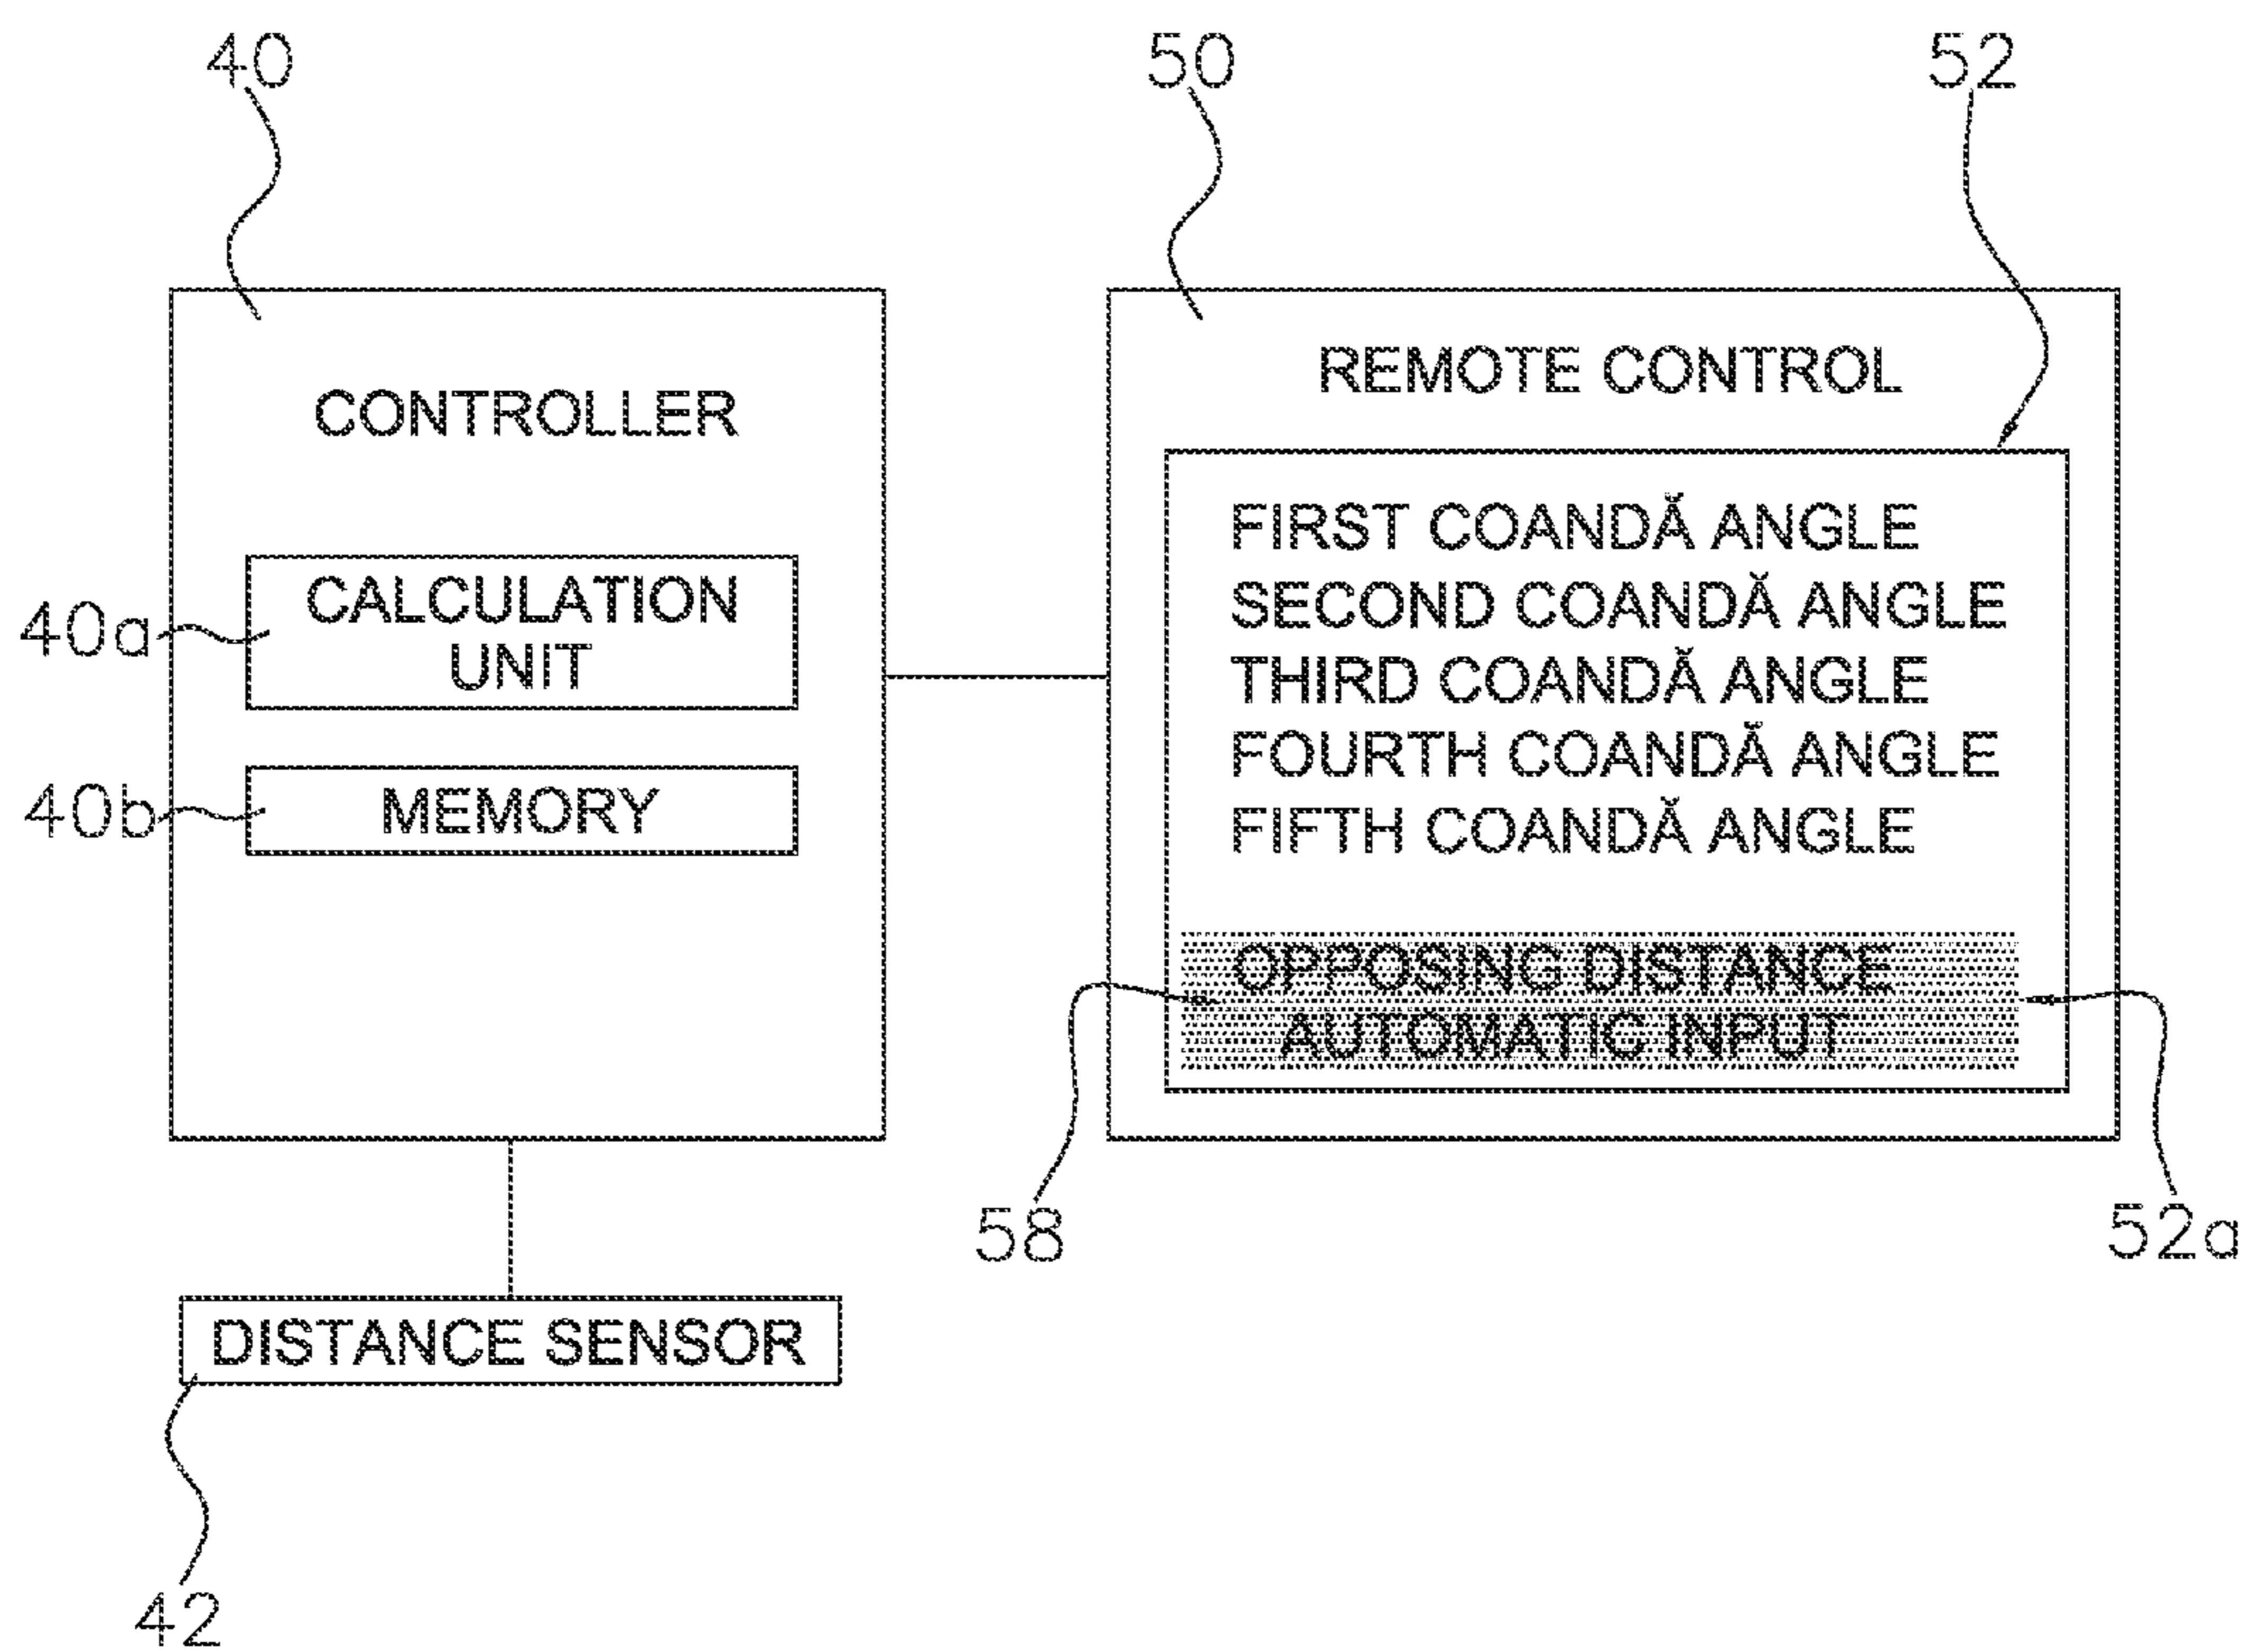 40
50
52
CONTROLLER
REMOTE CONTROL
CALCULATION
UNIT
40a
MEMORY
40b
FIRST COANDĂ ANGLE
SECOND COANDĂ ANGLE
THIRD COANDĂ ANGLE
FOURTH COANDĂ ANGLE
FIFTH COANDĂ ANGLE
OPPOSING DISTANCE
AUTOMATIC INPUT
58
52a
DISTANCE SENSOR
42